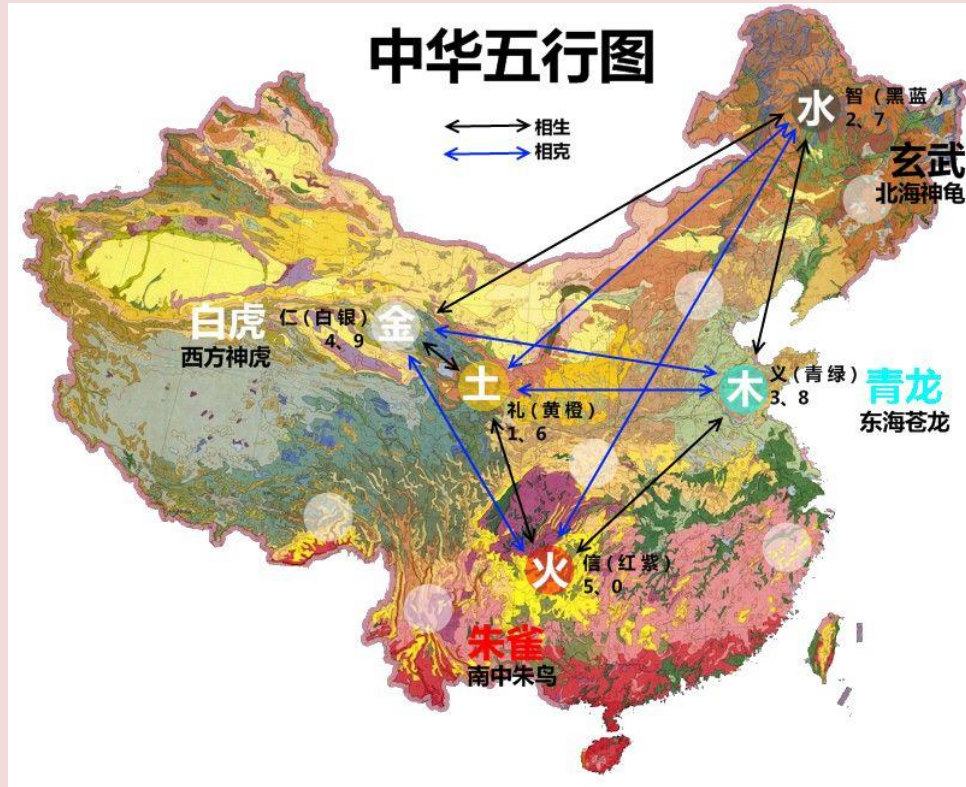 中华五行图
相生
相克
水
智（黑蓝）
2、7
玄武
北海神龟
白虎
西方神虎
仁（白银）
4、9
金
土
礼（黄橙）
1、6
木
义（青绿）
3、8
青龙
东海苍龙
火
信（红紫）
5、0
朱雀
南中朱鸟